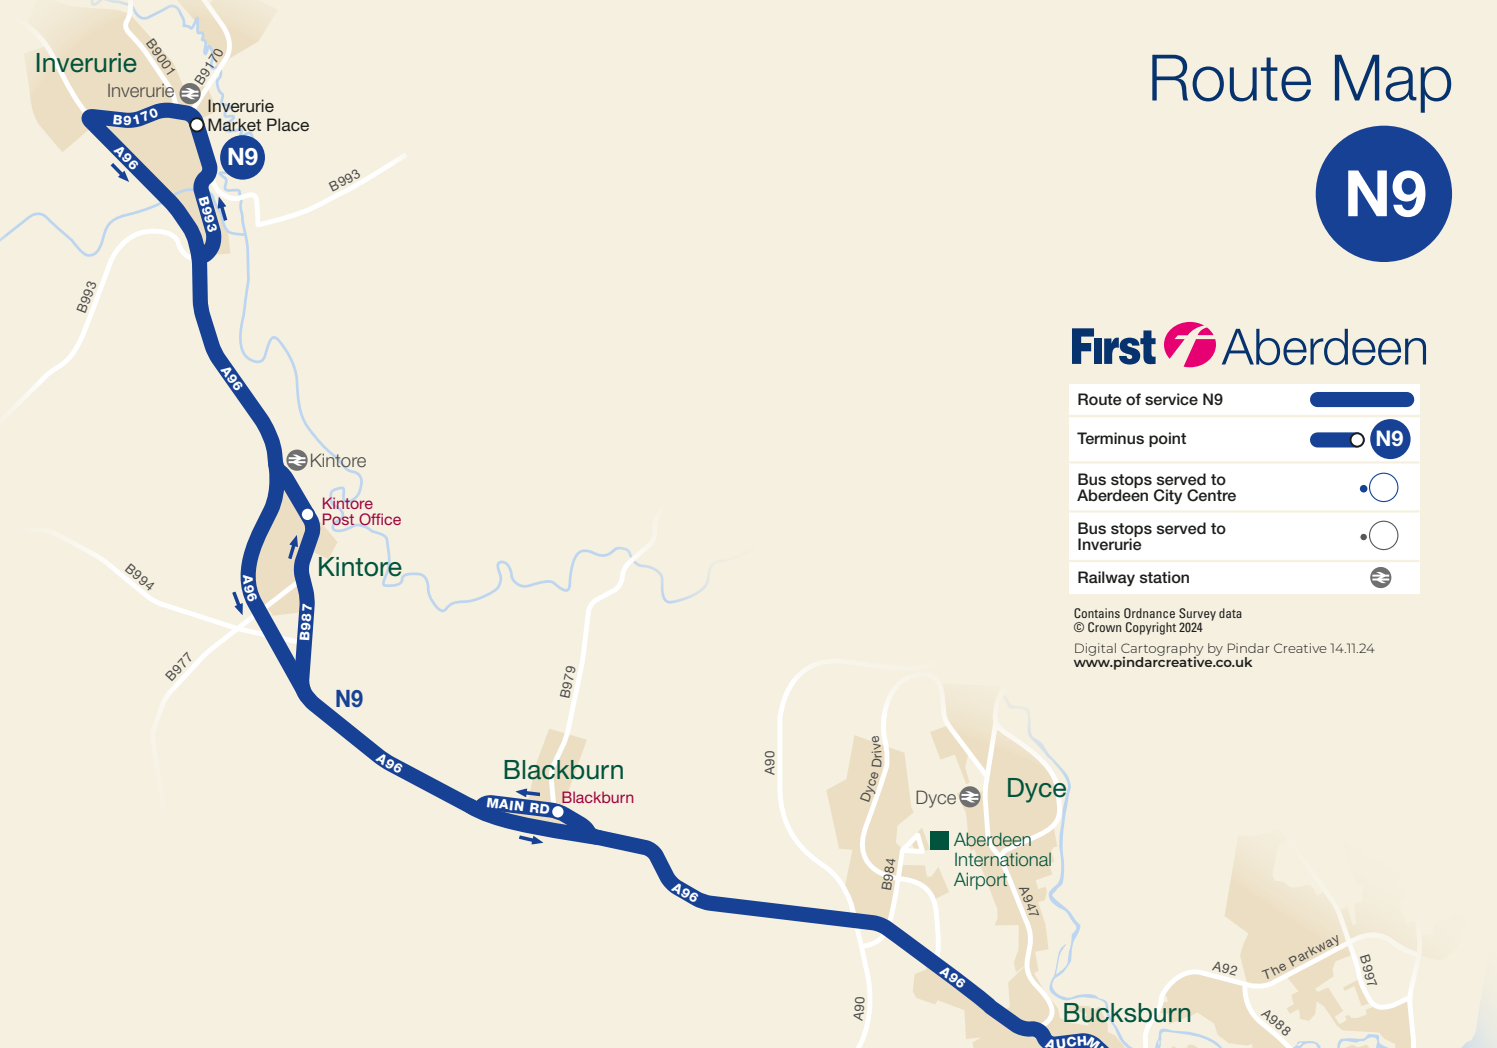 Route Map
N9
Inverurie
B9001
B9170
Inverurie
Inverurie
Market Place
B9170
A96
N9
B993
B993
B993
First Aberdeen
Route of service N9
Terminus point
N9
Bus stops served to
Aberdeen City Centre
Bus stops served to
Inverurie
Railway station
Contains Ordnance Survey data
© Crown Copyright 2024
Digital Cartography by Pindar Creative 14.11.24
www.pindarcreative.co.uk
A96
Kintore
Kintore
Post Office
Kintore
B994
A96
B987
B977
N9
B979
A96
Blackburn
MAIN RD
Blackburn
A90
Dyce Drive
Dyce
Dyce
Aberdeen
International
Airport
B984
A947
A96
A96
A90
Bucksburn
AUCHM
A92
The Parkway
B997
A988